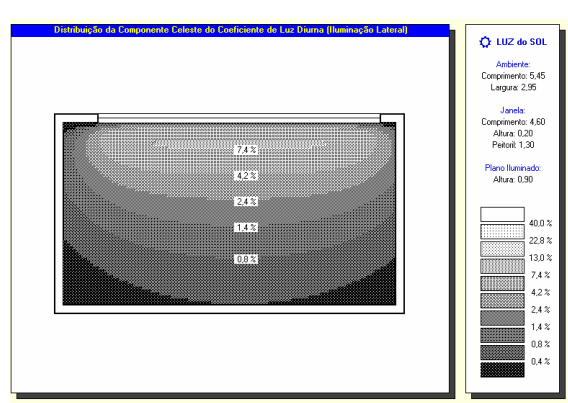 Distribuição da Componente Celeste do Coeficiente de Luz Diurna (Iluminação Lateral)
7,4 %
4,2 %
2,4 %
1,4 %
0,8 %
LUZ do SOL
Ambiente:
Comprimento: 5,45
Largura: 2,95
Janela:
Comprimento: 4,60
Altura: 0,20
Peitoril: 1,30
Plano Iluminado:
Altura: 0,90
40,0 %
22,8 %
13,0 %
7,4 %
4,2 %
2,4 %
1,4 %
0,8 %
0,4 %